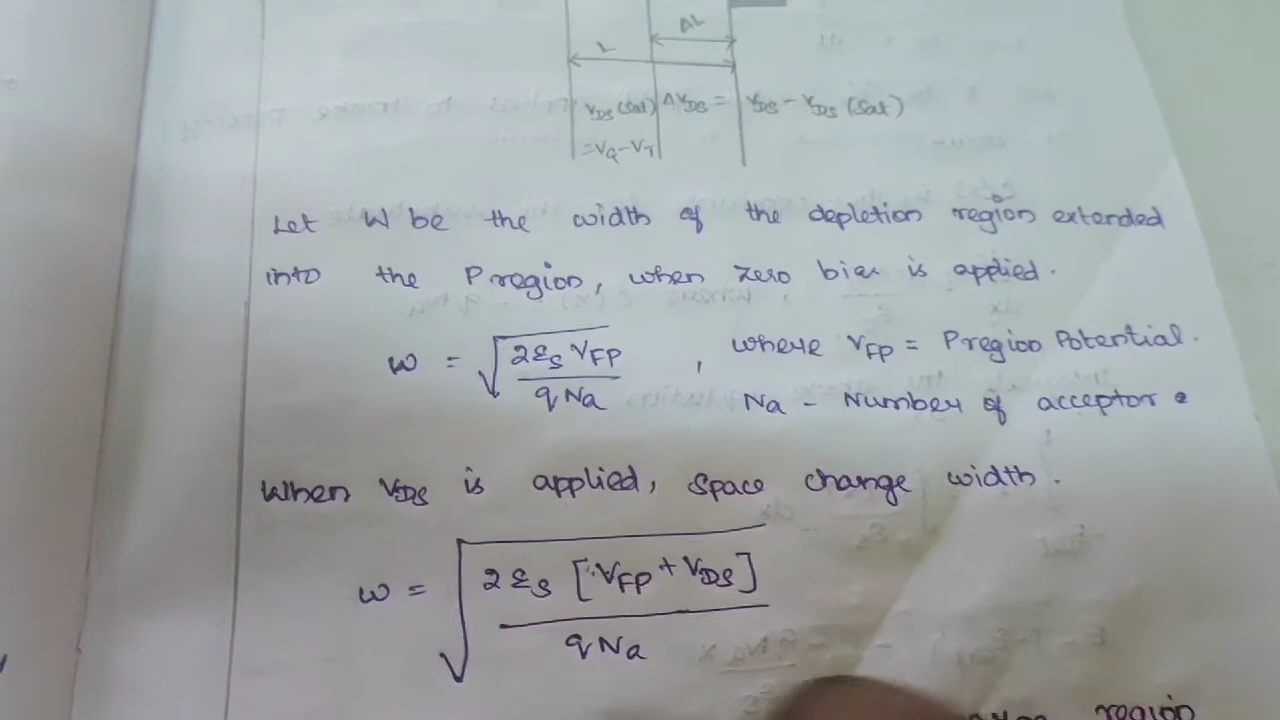 ΔL
L
VDS (Sat) ΔVDS = VDS - VDS (Sat)
=VG-VT
Let W be the width of the depletion region extended
into the P region, when zero bias is applied.
w = √(2εS VFP / qNa) , where VFP = P region Potential.
Na - Number of acceptor e
When VDS is applied, Space change width.
w = √(2εS [VFP + VDS] / qNa)
region